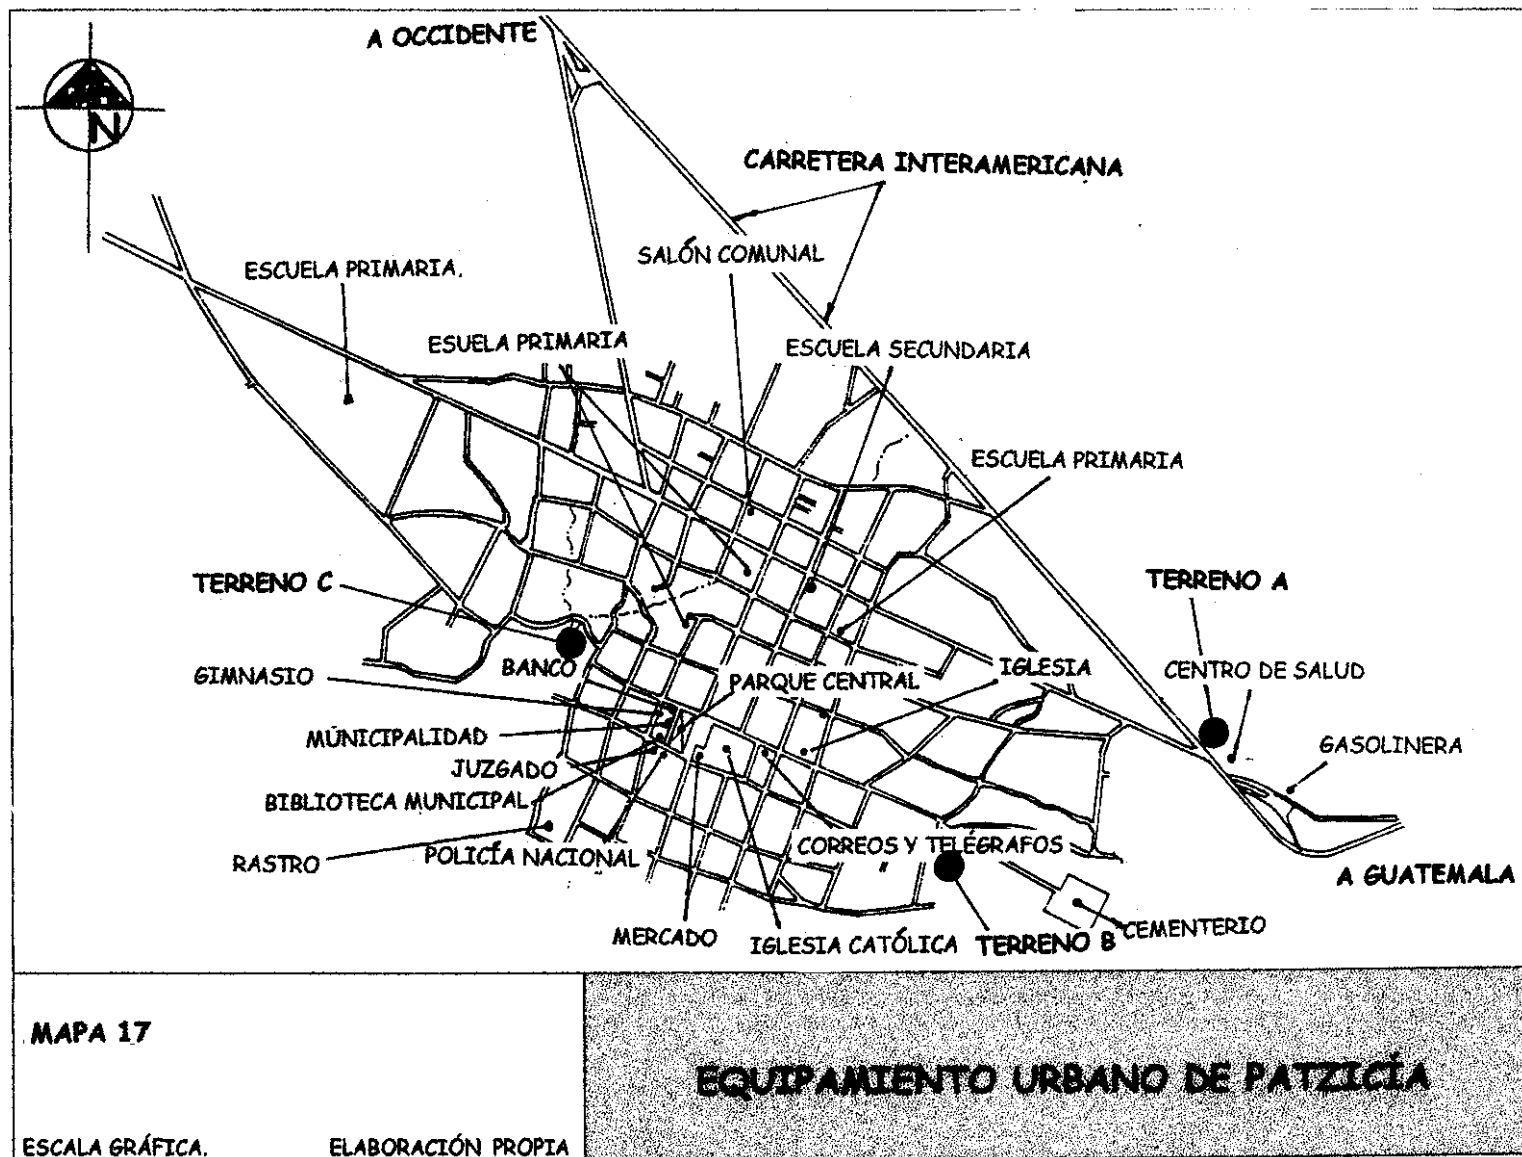 A OCCIDENTE
N
CARRETERA INTERAMERICANA
SALÓN COMUNAL
ESCUELA PRIMARIA.
ESUELA PRIMARIA
ESCUELA SECUNDARIA
ESCUELA PRIMARIA
TERRENO C
TERRENO A
BANCO
IGLESIA
CENTRO DE SALUD
GIMNASIO
PARQUE CENTRAL
MUNICIPALIDAD
GASOLINERA
JUZGADO
BIBLIOTECA MUNICIPAL
CORREOS Y TELÉGRAFOS
RASTRO
POLICÍA NACIONAL
A GUATEMALA
MERCADO
IGLESIA CATÓLICA
TERRENO B
CEMENTERIO
MAPA 17
EQUIPAMIENTO URBANO DE PATZICÍA
ESCALA GRÁFICA.
ELABORACIÓN PROPIA